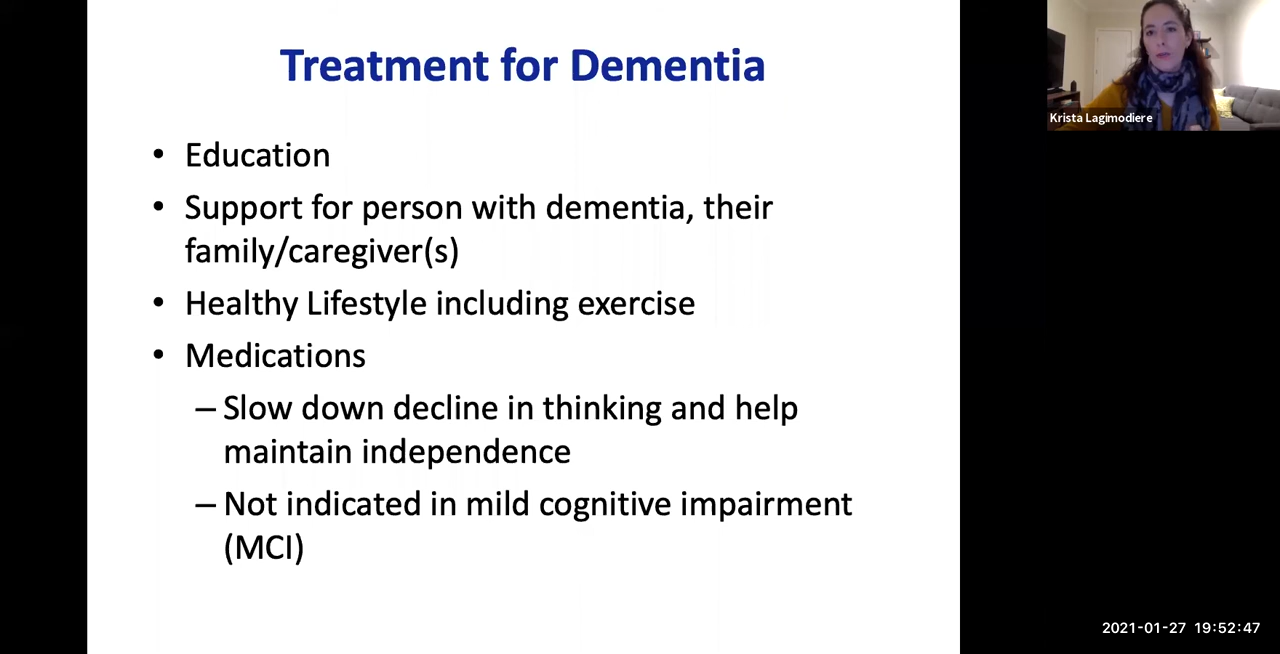 Treatment for Dementia
• Education
• Support for person with dementia, their
family/caregiver(s)
• Healthy Lifestyle including exercise
• Medications
– Slow down decline in thinking and help
maintain independence
– Not indicated in mild cognitive impairment
(MCI)
Krista Lagimodiere
2021-01-27 19:52:47